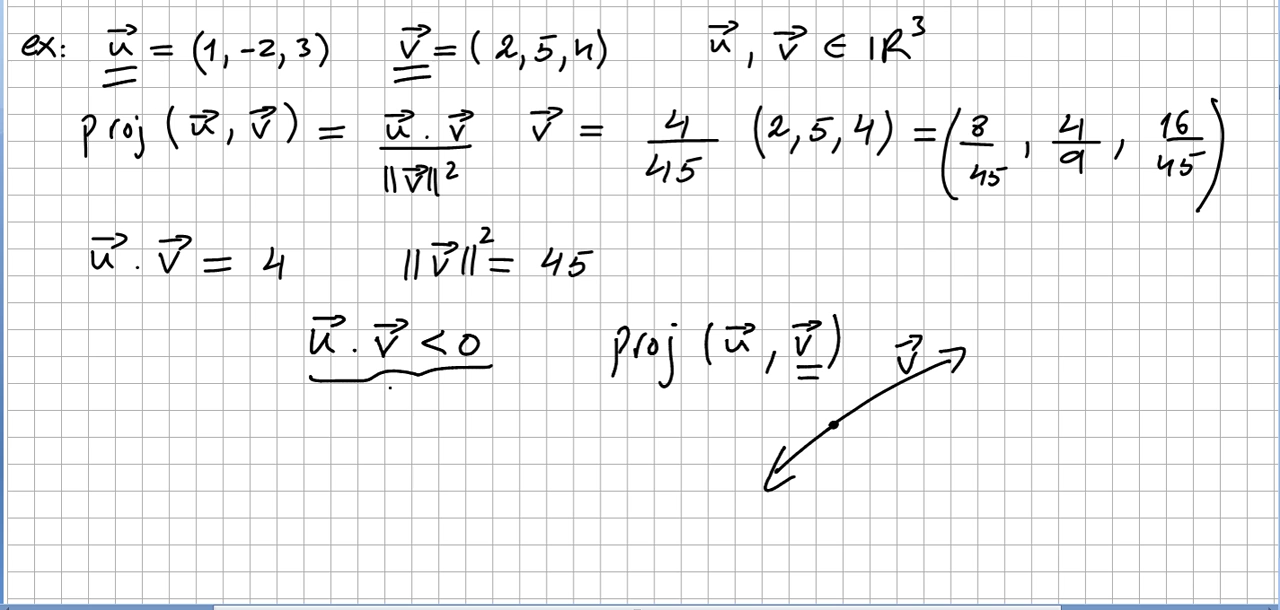 ex: u⃗ = (1, -2, 3) v⃗ = (2, 5, 4) u⃗, v⃗ ∈ ℝ³
proj (u⃗, v⃗) = u⃗ . v⃗ / ||v⃗||² v⃗ = 4/45 (2, 5, 4) = (8/45, 4/9, 16/45)
u⃗ . v⃗ = 4 ||v⃗||² = 45
u⃗ . v⃗ < 0 proj (u⃗, v⃗) v⃗